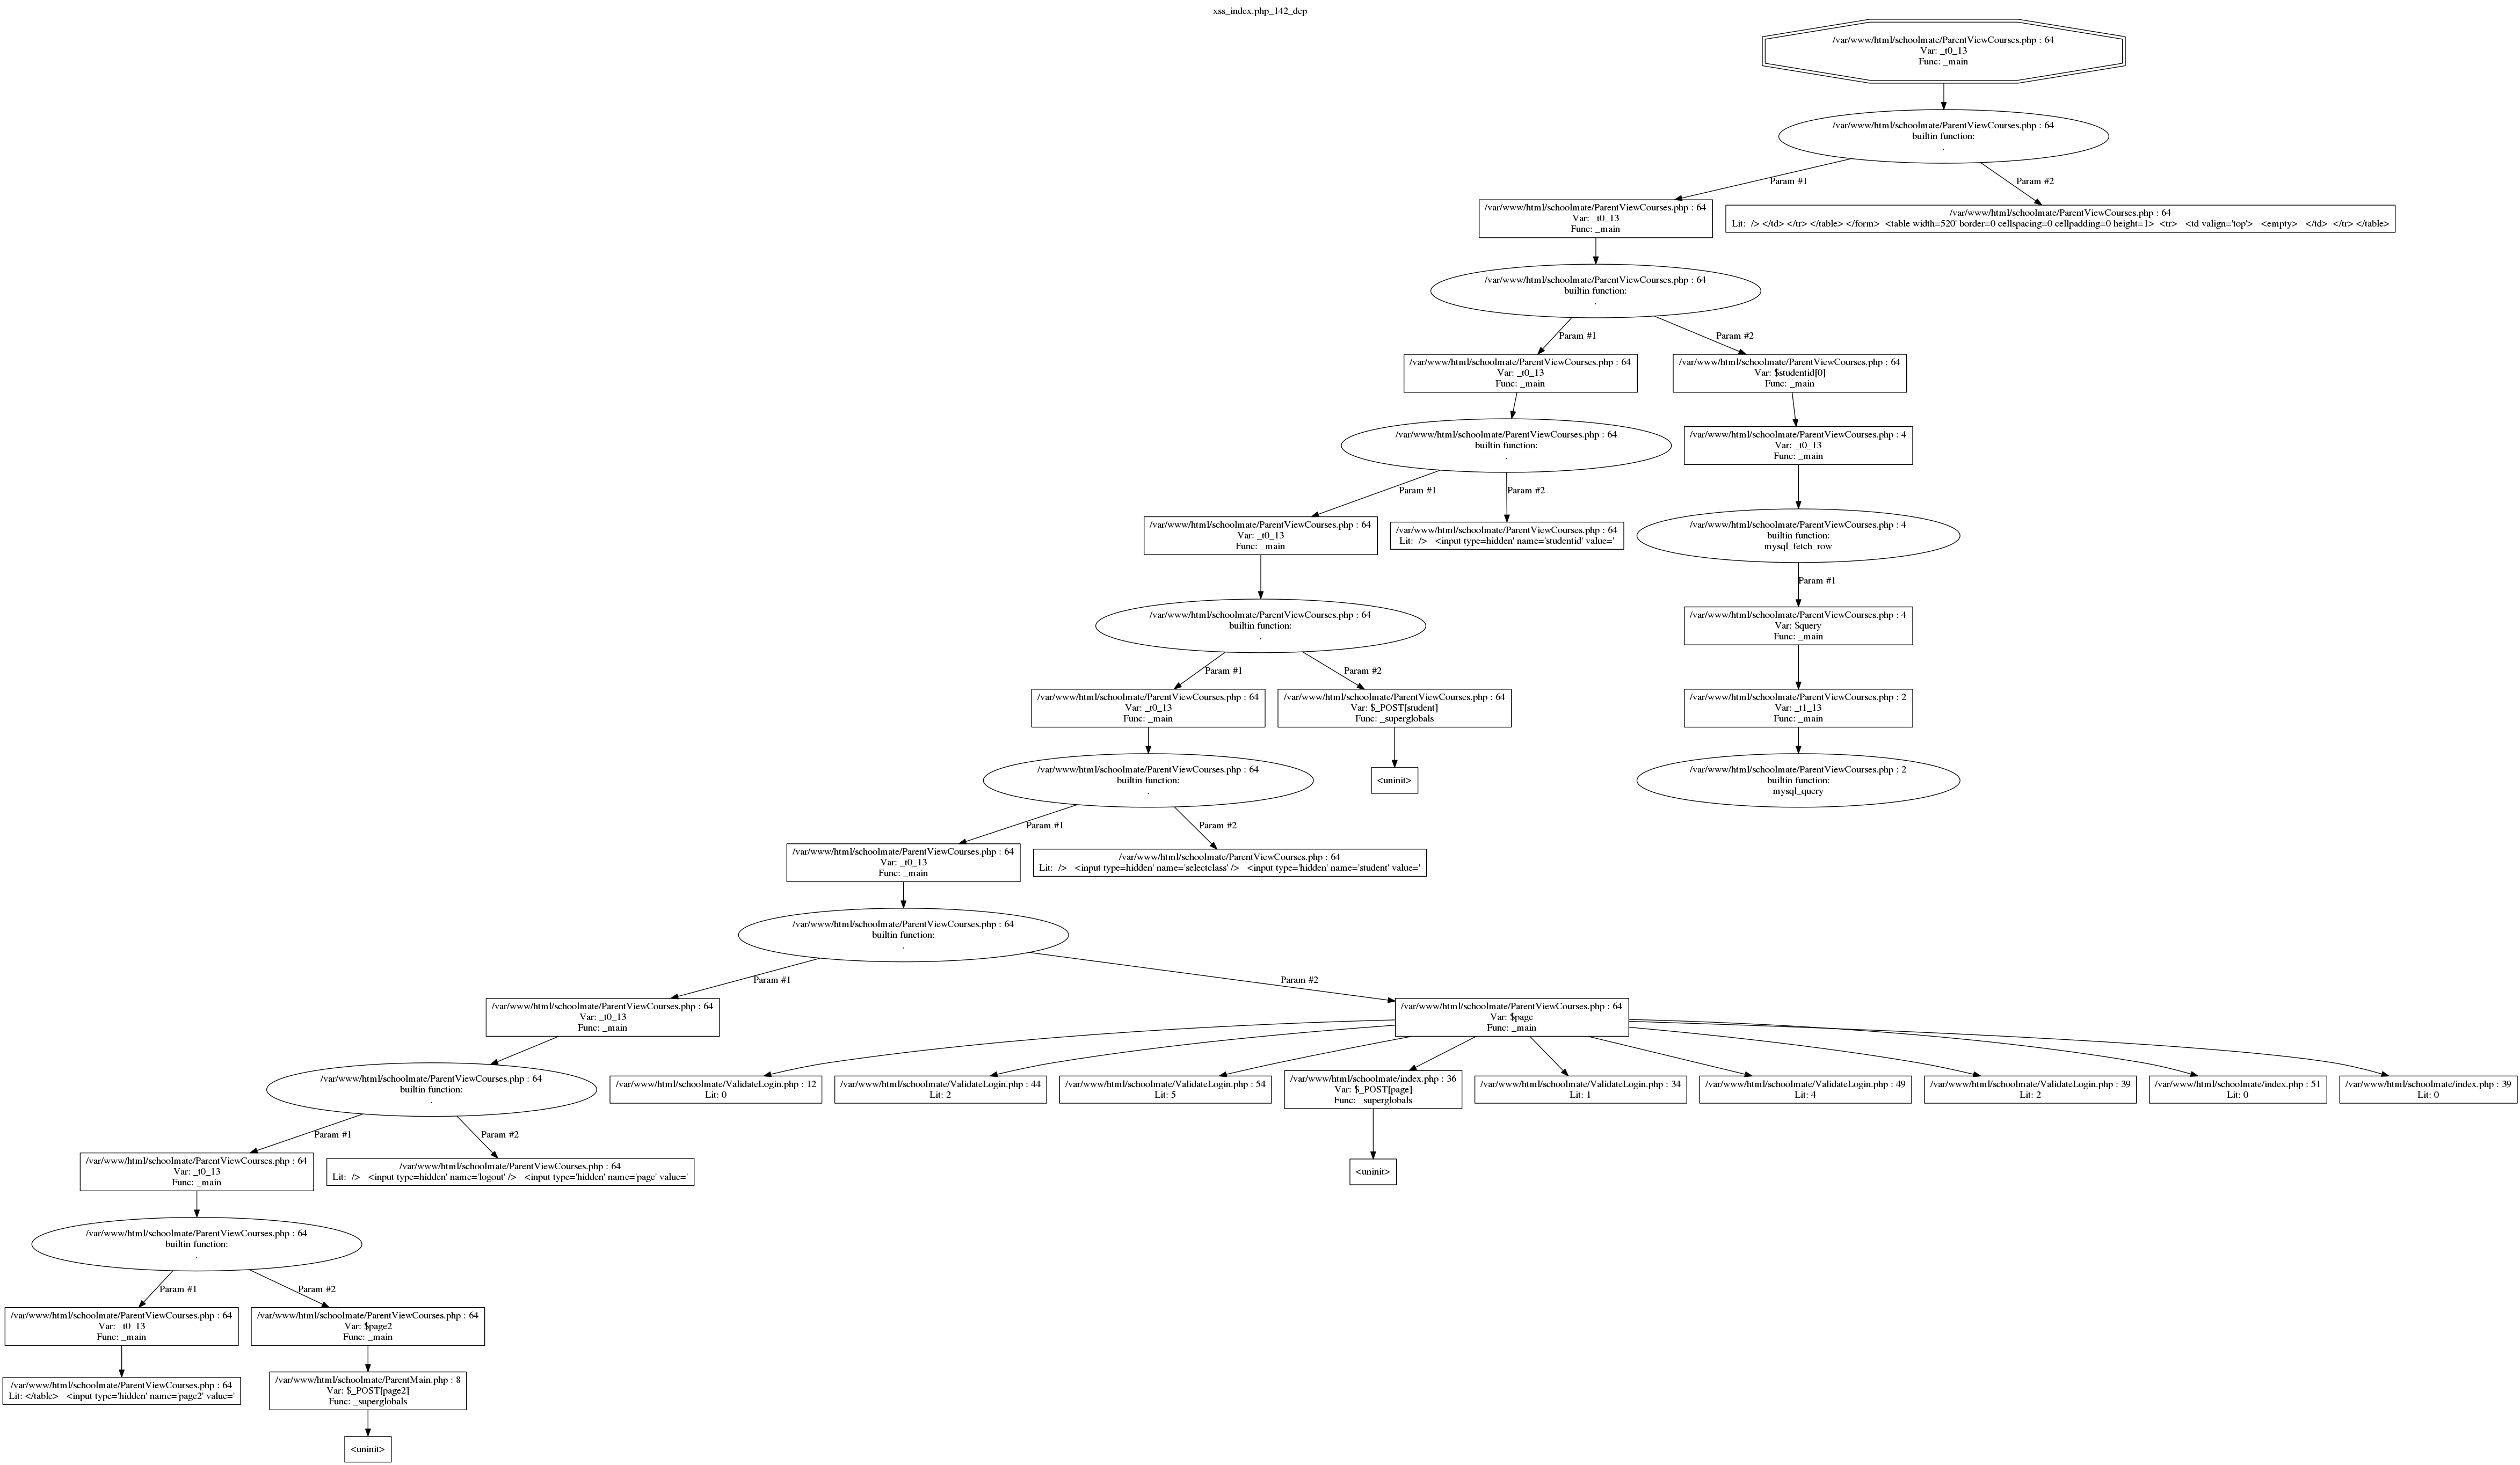 xss_index.php_142_dep
/var/www/html/schoolmate/ParentViewCourses.php : 64
Var: _t0_13
Func: _main
/var/www/html/schoolmate/ParentViewCourses.php : 64
builtin function:
.
Param #1
Param #2
/var/www/html/schoolmate/ParentViewCourses.php : 64
Var: _t0_13
Func: _main
/var/www/html/schoolmate/ParentViewCourses.php : 64
Lit:  /> </td> </tr> </table> </form>  <table width=520' border=0 cellspacing=0 cellpadding=0 height=1>  <tr>   <td valign='top'>   <empty>   </td>  </tr> </table>
/var/www/html/schoolmate/ParentViewCourses.php : 64
builtin function:
.
Param #1
Param #2
/var/www/html/schoolmate/ParentViewCourses.php : 64
Var: _t0_13
Func: _main
/var/www/html/schoolmate/ParentViewCourses.php : 64
Var: $studentid[0]
Func: _main
/var/www/html/schoolmate/ParentViewCourses.php : 64
builtin function:
.
/var/www/html/schoolmate/ParentViewCourses.php : 4
Var: _t0_13
Func: _main
Param #1
Param #2
/var/www/html/schoolmate/ParentViewCourses.php : 64
Var: _t0_13
Func: _main
/var/www/html/schoolmate/ParentViewCourses.php : 64
Lit:  />   <input type=hidden' name='studentid' value='
/var/www/html/schoolmate/ParentViewCourses.php : 4
builtin function:
mysql_fetch_row
Param #1
/var/www/html/schoolmate/ParentViewCourses.php : 64
builtin function:
.
/var/www/html/schoolmate/ParentViewCourses.php : 4
Var: $query
Func: _main
Param #1
Param #2
/var/www/html/schoolmate/ParentViewCourses.php : 64
Var: _t0_13
Func: _main
/var/www/html/schoolmate/ParentViewCourses.php : 64
Var: $_POST[student]
Func: _superglobals
/var/www/html/schoolmate/ParentViewCourses.php : 2
Var: _t1_13
Func: _main
/var/www/html/schoolmate/ParentViewCourses.php : 64
builtin function:
.
<uninit>
/var/www/html/schoolmate/ParentViewCourses.php : 2
builtin function:
mysql_query
Param #1
Param #2
/var/www/html/schoolmate/ParentViewCourses.php : 64
Var: _t0_13
Func: _main
/var/www/html/schoolmate/ParentViewCourses.php : 64
Lit:  />   <input type=hidden' name='selectclass' />   <input type='hidden' name='student' value='
/var/www/html/schoolmate/ParentViewCourses.php : 64
builtin function:
.
Param #1
Param #2
/var/www/html/schoolmate/ParentViewCourses.php : 64
Var: _t0_13
Func: _main
/var/www/html/schoolmate/ParentViewCourses.php : 64
Var: $page
Func: _main
/var/www/html/schoolmate/ParentViewCourses.php : 64
builtin function:
.
/var/www/html/schoolmate/ValidateLogin.php : 12
Lit: 0
/var/www/html/schoolmate/ValidateLogin.php : 44
Lit: 2
/var/www/html/schoolmate/ValidateLogin.php : 54
Lit: 5
/var/www/html/schoolmate/index.php : 36
Var: $_POST[page]
Func: _superglobals
/var/www/html/schoolmate/ValidateLogin.php : 34
Lit: 1
/var/www/html/schoolmate/ValidateLogin.php : 49
Lit: 4
/var/www/html/schoolmate/ValidateLogin.php : 39
Lit: 2
/var/www/html/schoolmate/index.php : 51
Lit: 0
/var/www/html/schoolmate/index.php : 39
Lit: 0
Param #1
Param #2
/var/www/html/schoolmate/ParentViewCourses.php : 64
Var: _t0_13
Func: _main
/var/www/html/schoolmate/ParentViewCourses.php : 64
Lit:  />   <input type=hidden' name='logout' />   <input type='hidden' name='page' value='
<uninit>
/var/www/html/schoolmate/ParentViewCourses.php : 64
builtin function:
.
Param #1
Param #2
/var/www/html/schoolmate/ParentViewCourses.php : 64
Var: _t0_13
Func: _main
/var/www/html/schoolmate/ParentViewCourses.php : 64
Var: $page2
Func: _main
/var/www/html/schoolmate/ParentViewCourses.php : 64
Lit: </table>   <input type='hidden' name='page2' value='
/var/www/html/schoolmate/ParentMain.php : 8
Var: $_POST[page2]
Func: _superglobals
<uninit>